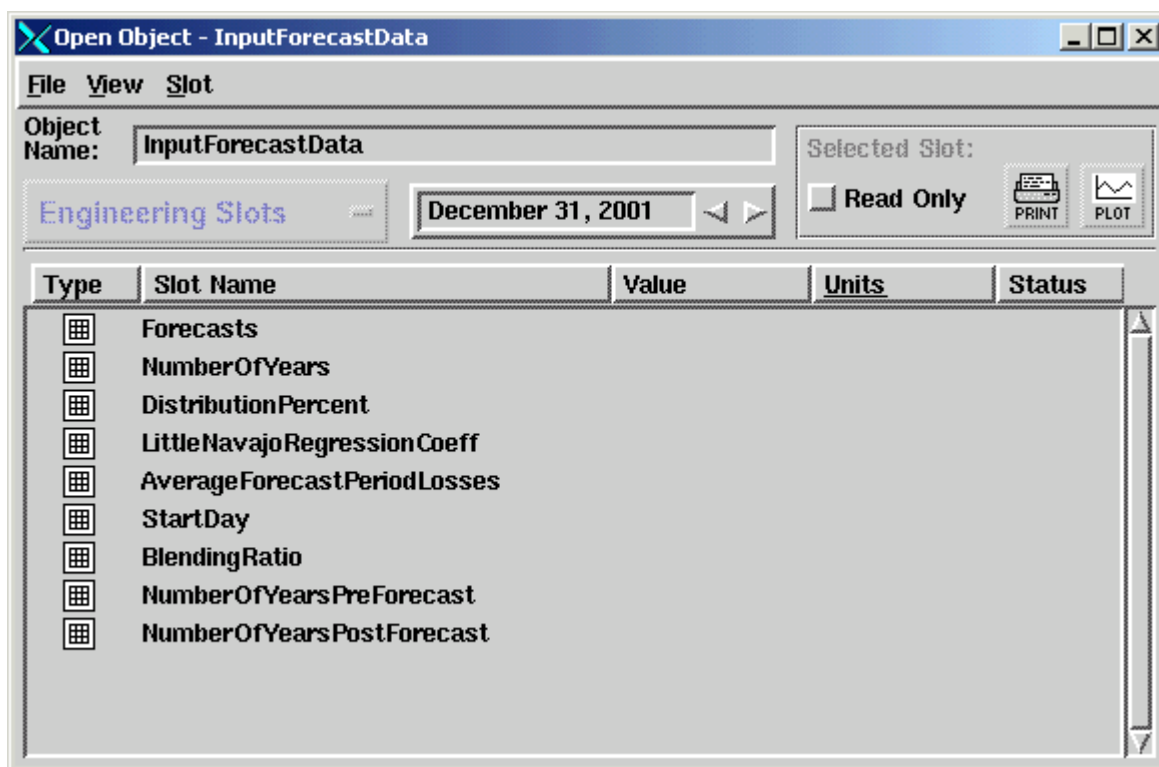 Open Object - InputForecastData
File View Slot
Object Name: InputForecastData
Selected Slot:
Engineering Slots December 31, 2001 Read Only PRINT PLOT
Type Slot Name Value Units Status
Forecasts
NumberOfYears
DistributionPercent
LittleNavajoRegressionCoeff
AverageForecastPeriodLosses
StartDay
BlendingRatio
NumberOfYearsPreForecast
NumberOfYearsPostForecast